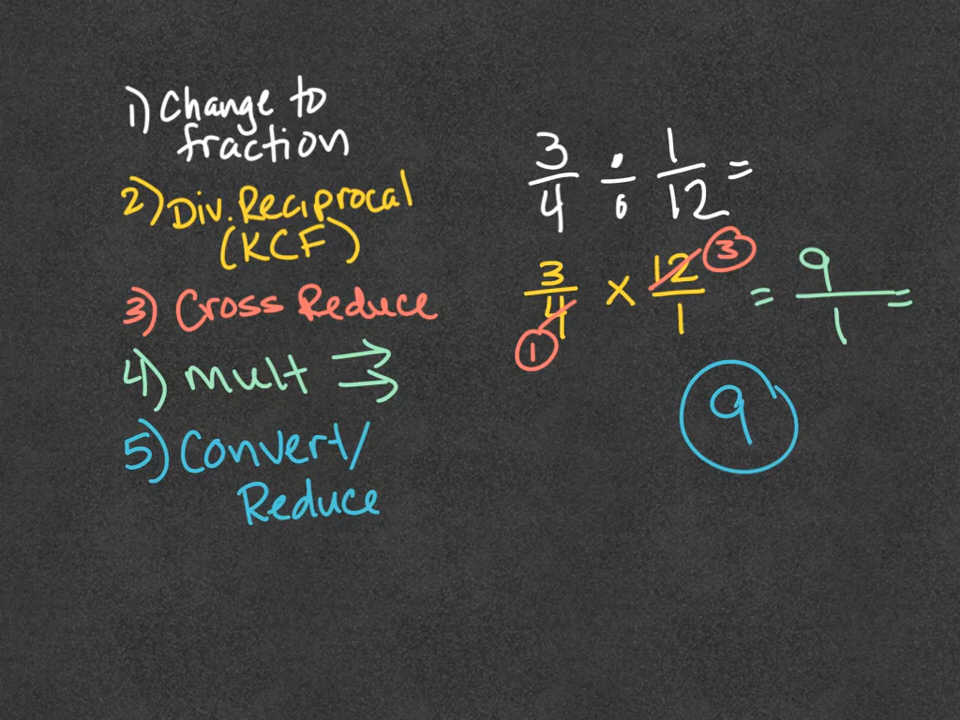 1) Change to
fraction
2) Div. Reciprocal
(KCF)
3) Cross Reduce
4) mult →→
5) Convert/
Reduce
3/4 ÷ 1/12 =
3/4 1 × 12/1 3 = 9/1 =
9